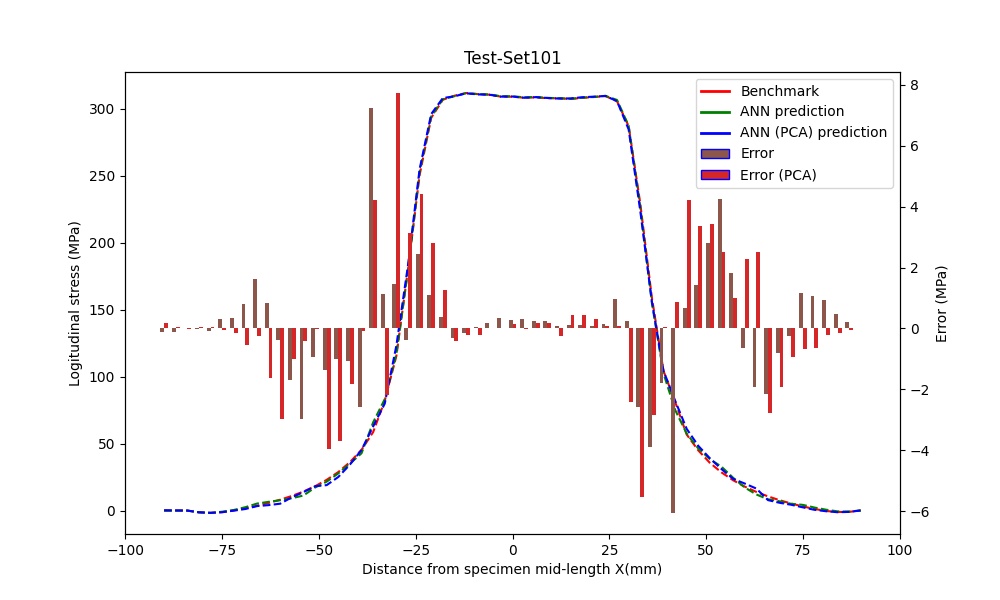 Test-Set101
Logitudinal stress (MPa)
300
250
200
150
100
50
0
−100
−75
−50
−25
0
25
50
75
100
Distance from specimen mid-length X(mm)
8
6
4
2
0
−2
−4
−6
Error (MPa)
Benchmark
ANN prediction
ANN (PCA) prediction
Error
Error (PCA)